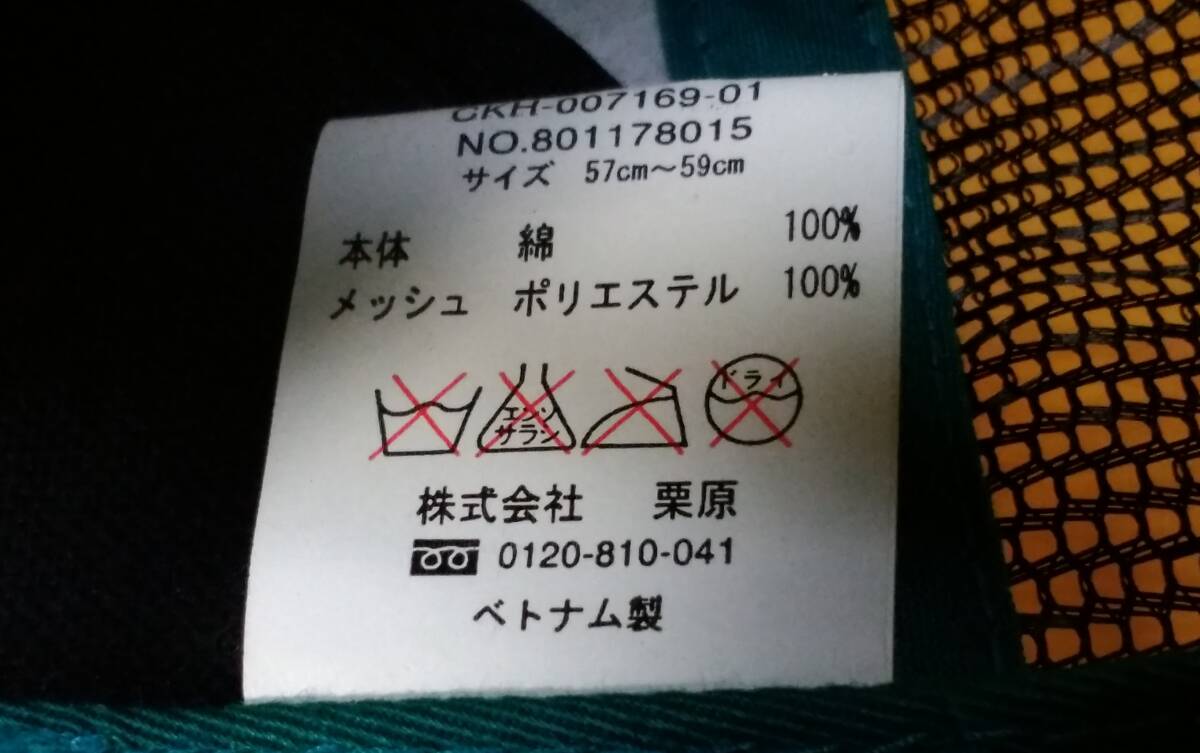 CKH-007169-01
NO.801178015
サイズ 57cm～59cm
本体 綿 100%
メッシュ ポリエステル 100%
エンソ
サラシ
ドライ
株式会社 栗原
0120-810-041
ベトナム製